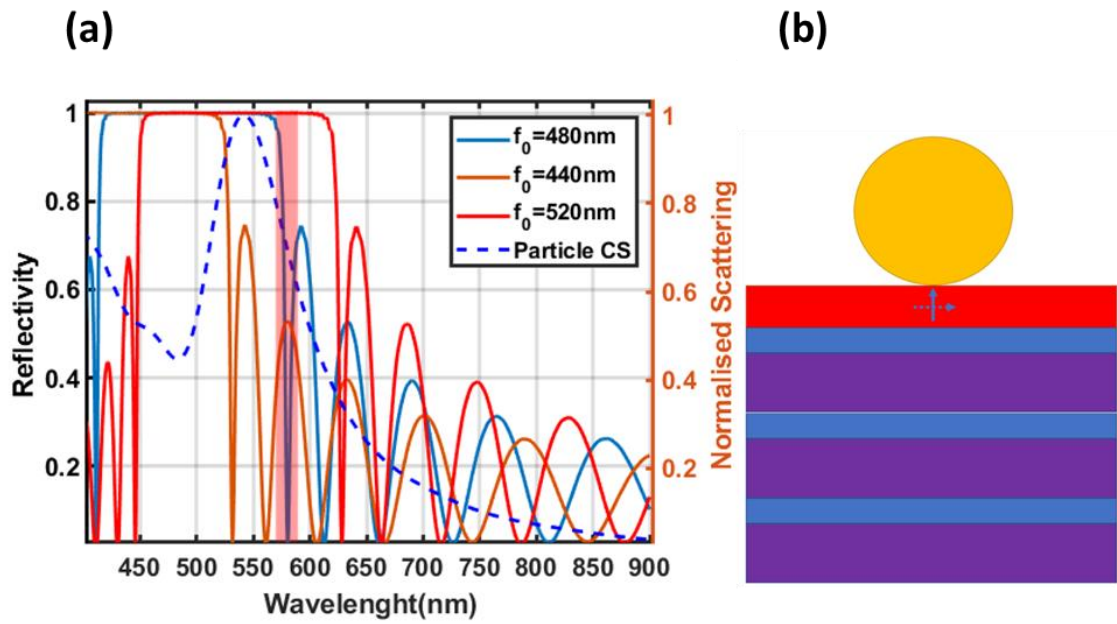 (a)
(b)
1
0.8
0.6
0.4
0.2
Reflectivity
f0=480nm
f0=440nm
f0=520nm
Particle CS
1
0.8
0.6
0.4
0.2
Normalised Scattering
450 500 550 600 650 700 750 800 850 900
Wavelenght(nm)